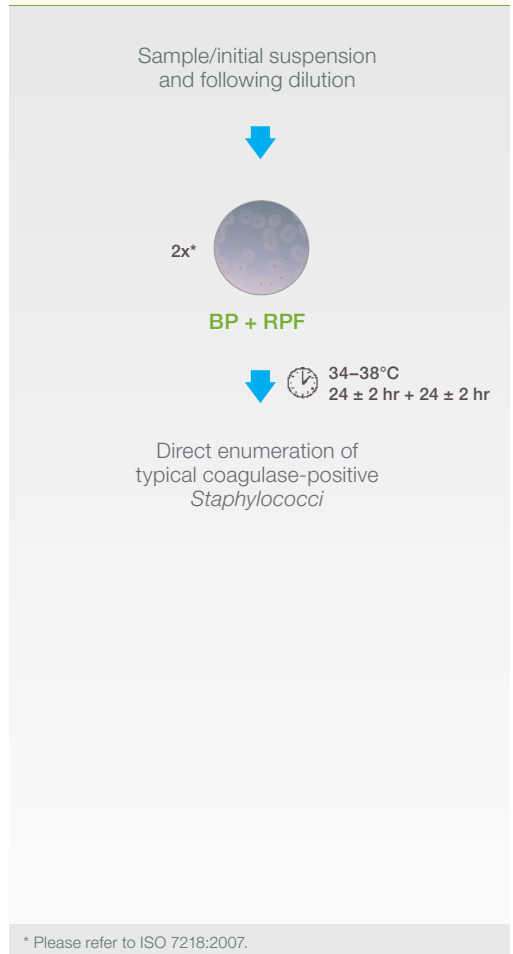 Sample/initial suspension
and following dilution
2x*
BP + RPF
34–38°C
24 ± 2 hr + 24 ± 2 hr
Direct enumeration of
typical coagulase-positive
Staphylococci
* Please refer to ISO 7218:2007.